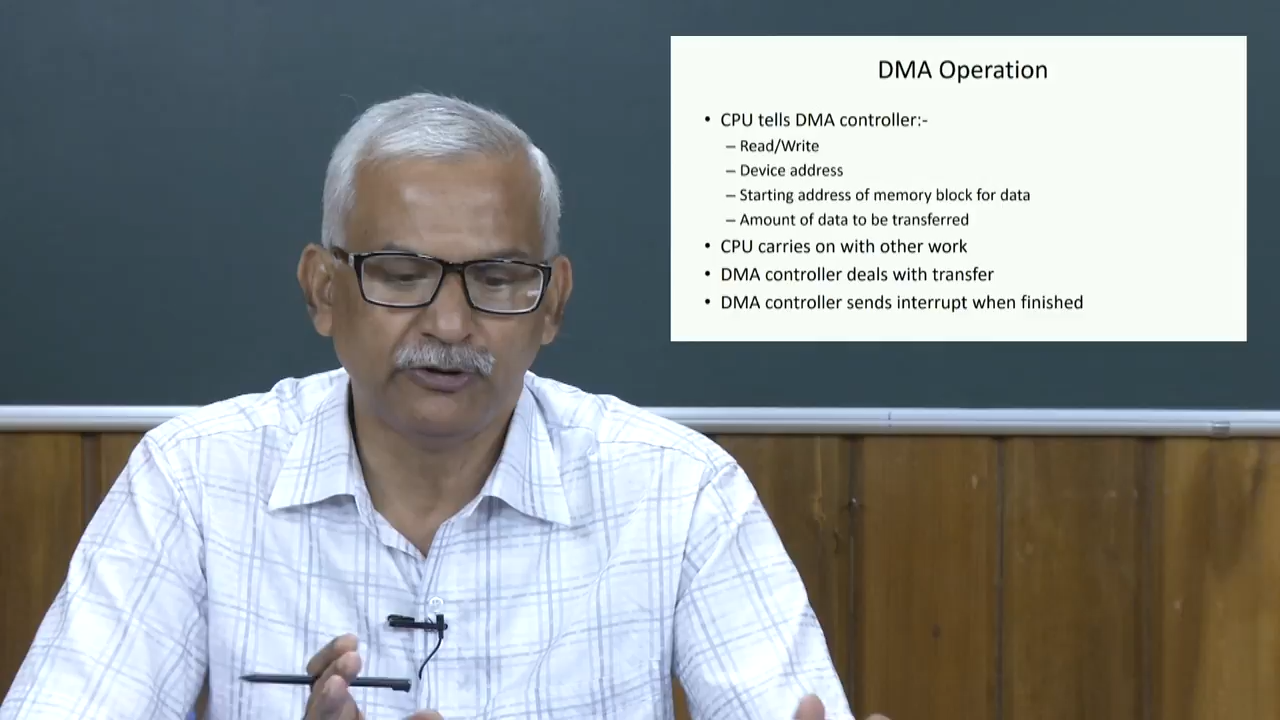 DMA Operation
• CPU tells DMA controller:-
– Read/Write
– Device address
– Starting address of memory block for data
– Amount of data to be transferred
• CPU carries on with other work
• DMA controller deals with transfer
• DMA controller sends interrupt when finished